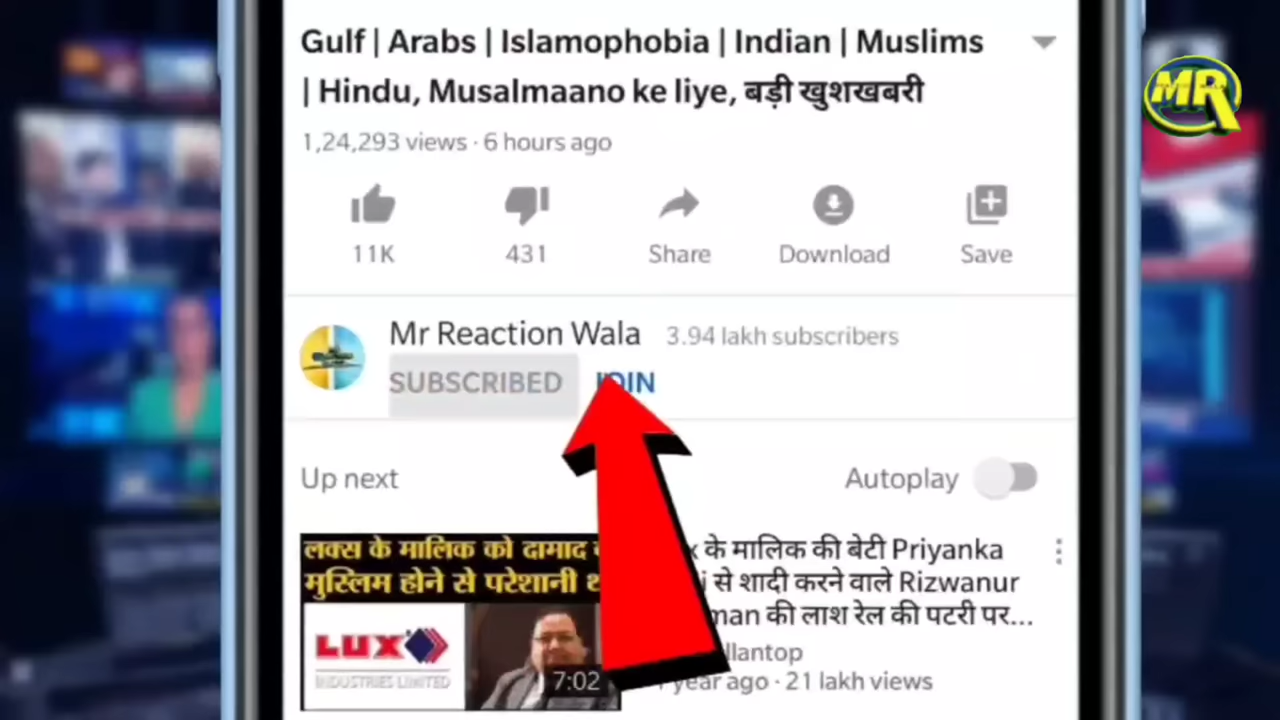 Gulf | Arabs | Islamophobia | Indian | Muslims
| Hindu, Musalmaano ke liye, बड़ी खुशखबरी
MR
1,24,293 views · 6 hours ago
11K
431
Share
Download
Save
Mr Reaction Wala 3.94 lakh subscribers
SUBSCRIBED JOIN
Up next
Autoplay
लक्स के मालिक को दामाद
मुस्लिम होने से परेशानी
LUX
INDUSTRIES LIMITED
7:02
के मालिक की बेटी Priyanka
से शादी करने वाले Rizwanur
की लाश रेल की पटरी पर...
year ago · 21 lakh views